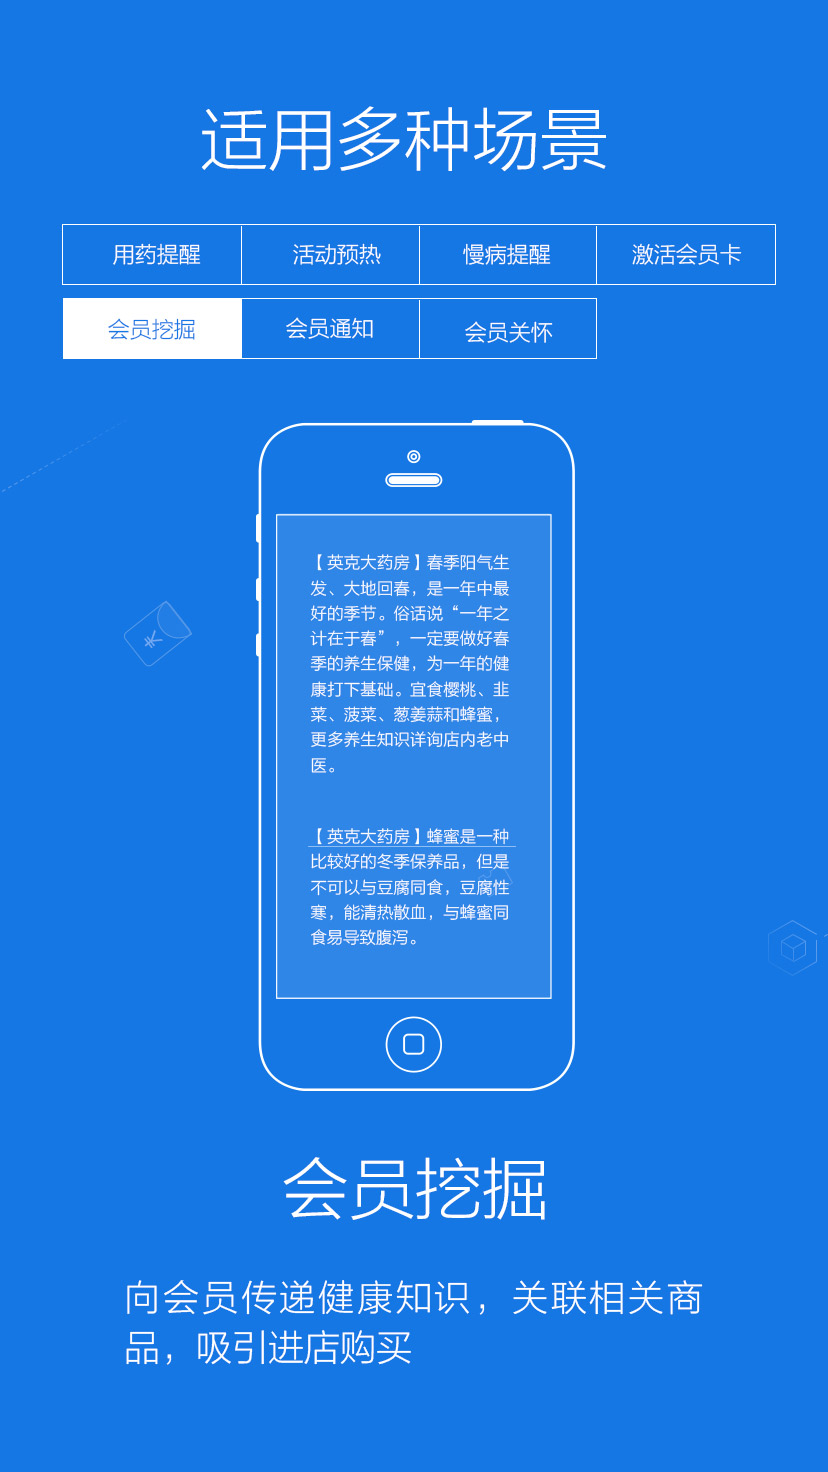 适用多种场景
用药提醒 活动预热 慢病提醒 激活会员卡
会员挖掘 会员通知 会员关怀
【英克大药房】春季阳气生
发、大地回春，是一年中最
好的季节。俗话说“一年之
计在于春”，一定要做好春
季的养生保健，为一年的健
康打下基础。宜食樱桃、韭
菜、菠菜、葱姜蒜和蜂蜜，
更多养生知识详询店内老中
医。
【英克大药房】蜂蜜是一种
比较好的冬季保养品，但是
不可以与豆腐同食，豆腐性
寒，能清热散血，与蜂蜜同
食易导致腹泻。
会员挖掘
向会员传递健康知识，关联相关商
品，吸引进店购买